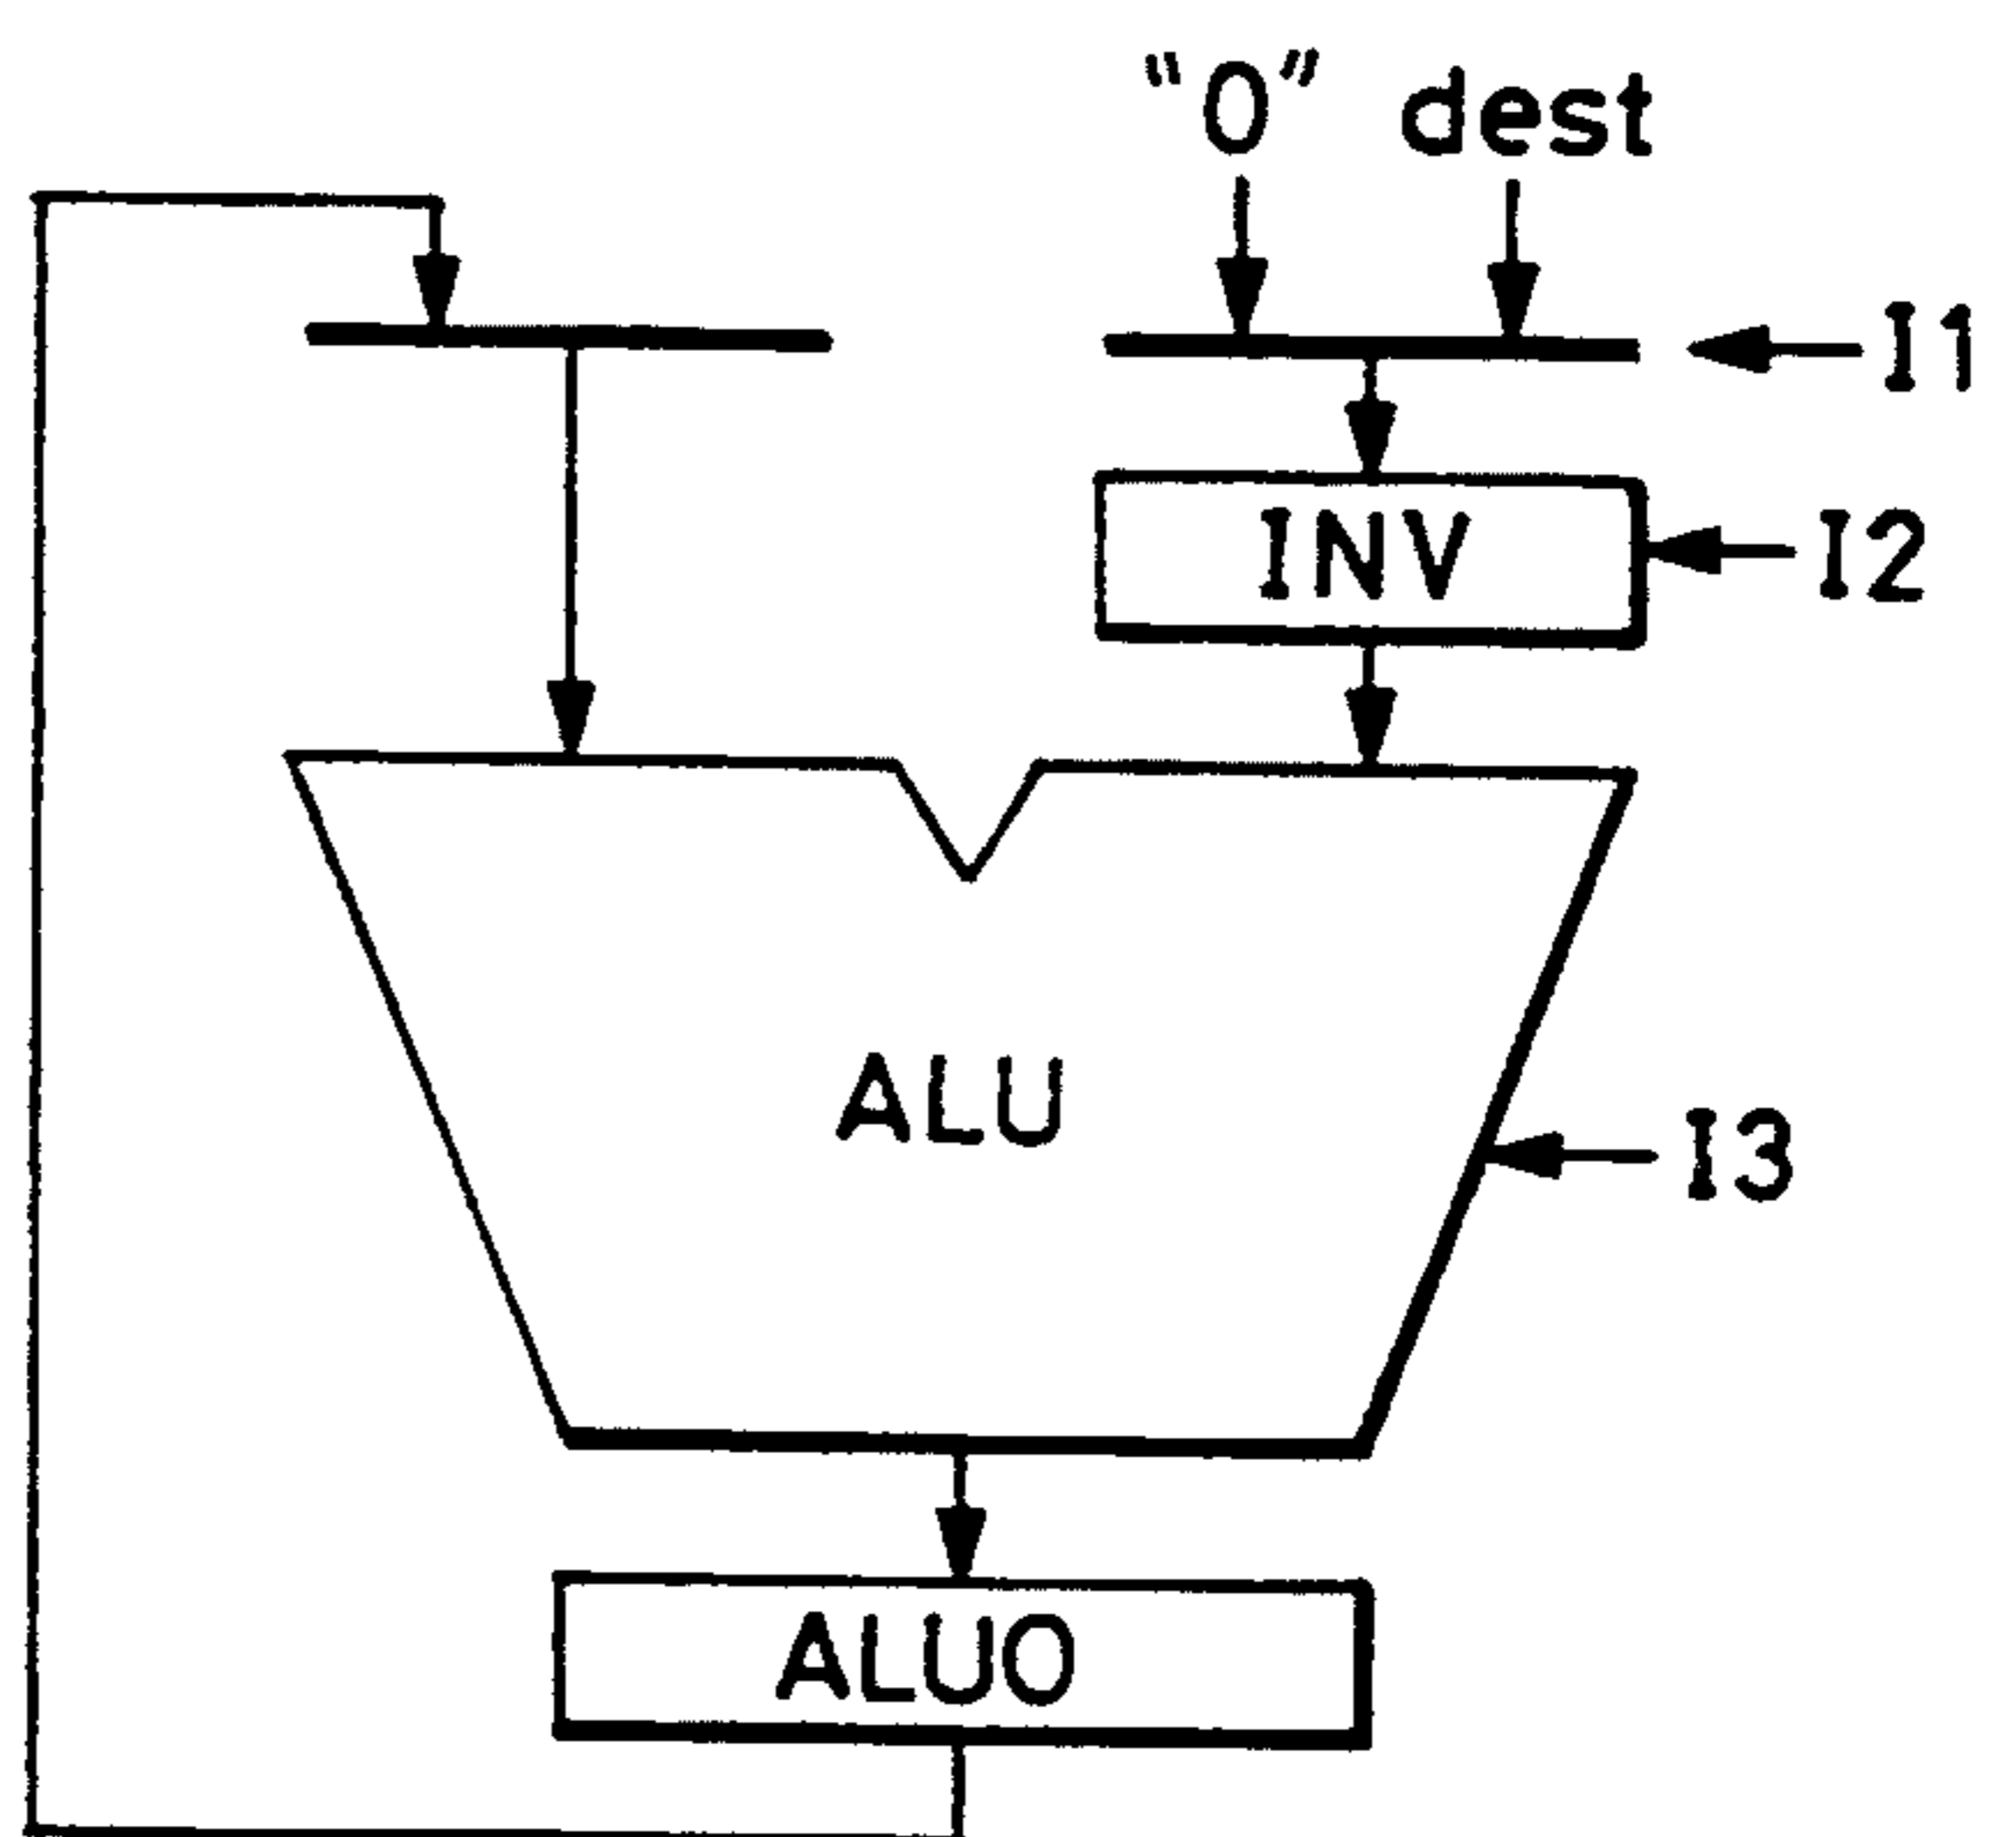 “0” dest
I1
INV
I2
ALU
I3
ALUO